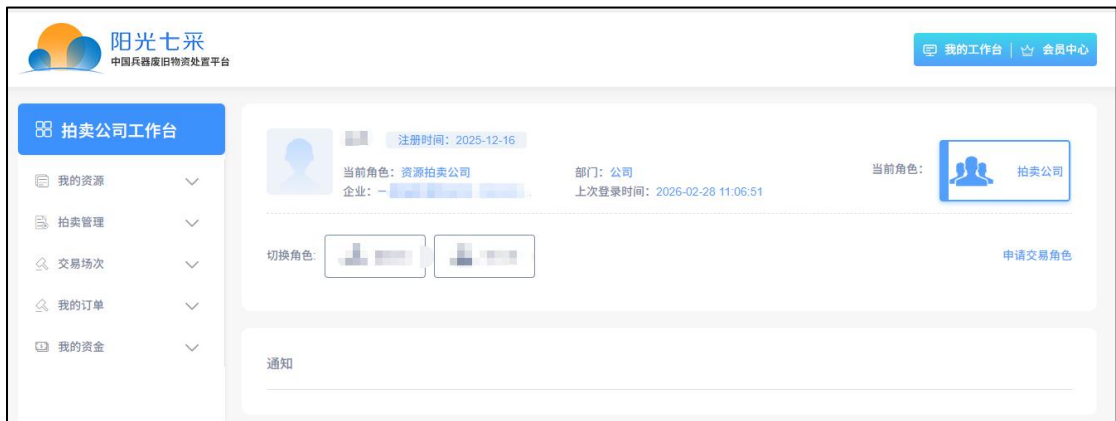 阳光七采
中国兵器废旧物资处置平台
我的工作台 | 会员中心
拍卖公司工作台
我的资源
拍卖管理
交易场次
我的订单
我的资金
注册时间：2025-12-16
当前角色：资源拍卖公司
部门：公司
企业：
上次登录时间：2026-02-28 11:06:51
当前角色：
拍卖公司
切换角色：
申请交易角色
通知